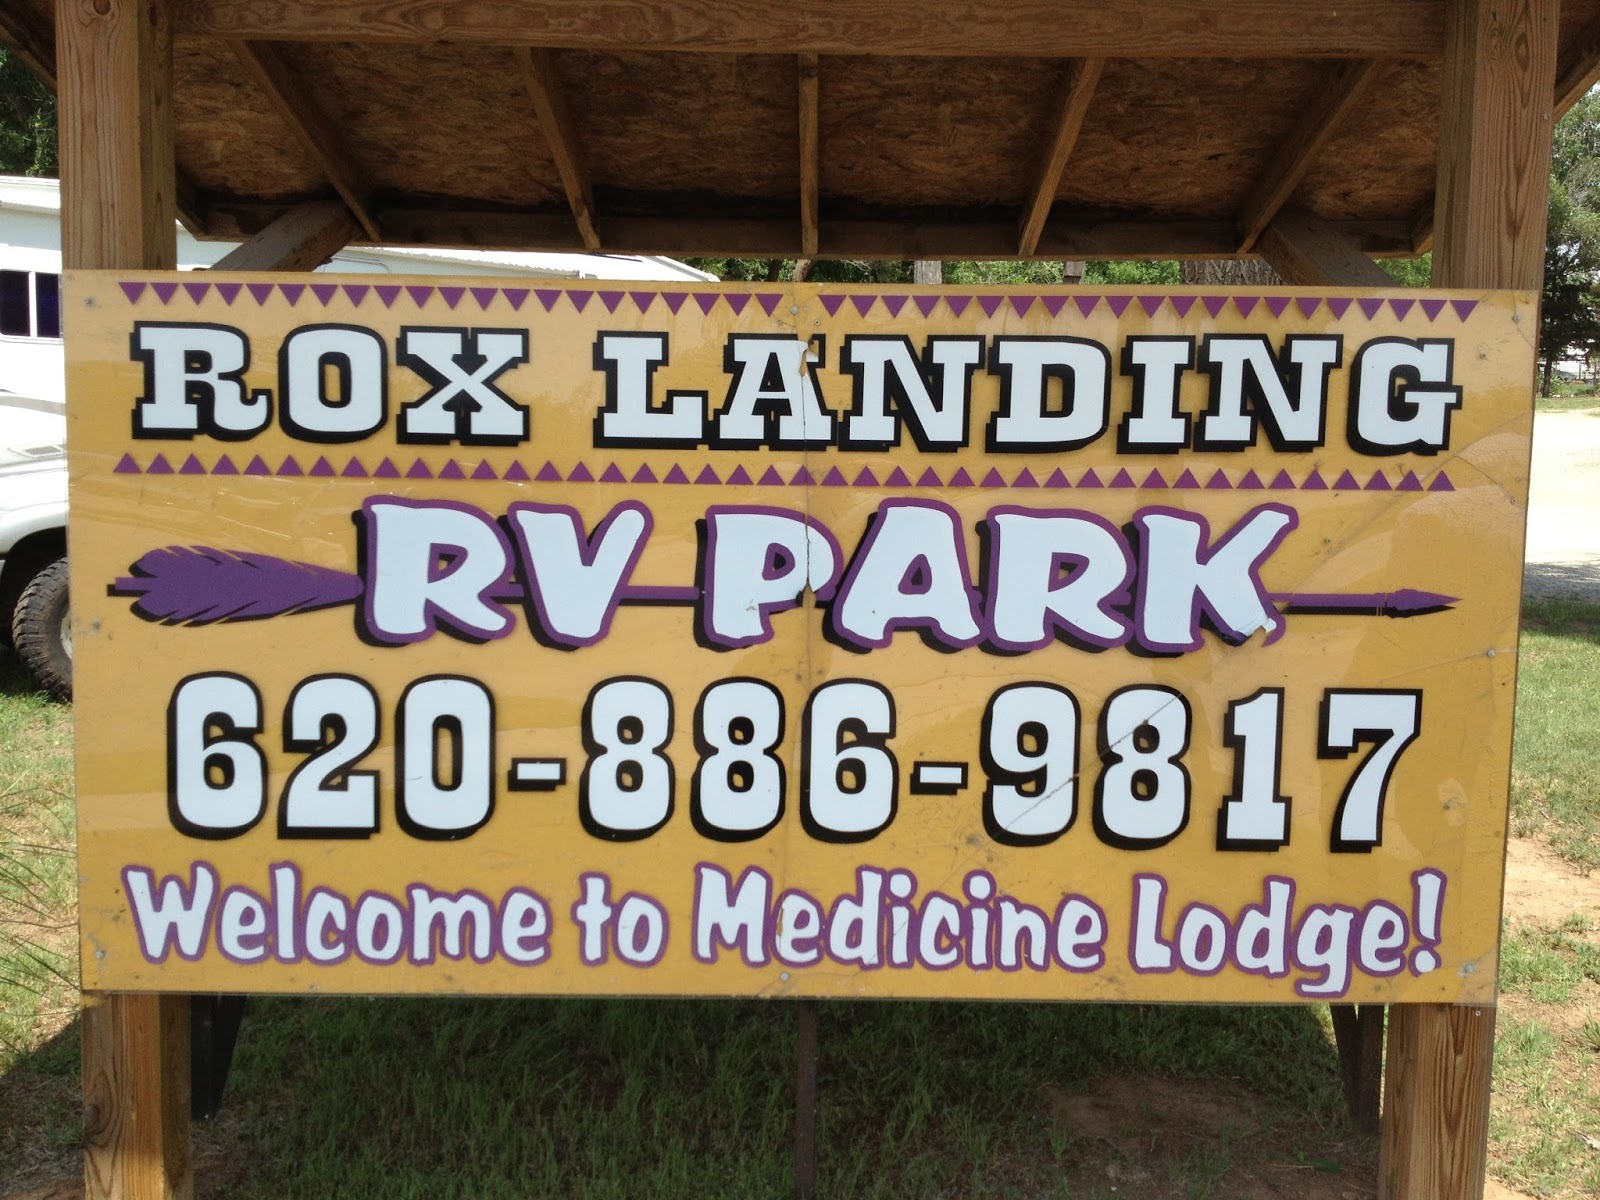 ROX LANDING
RV PARK
620-886-9817
Welcome to Medicine Lodge!